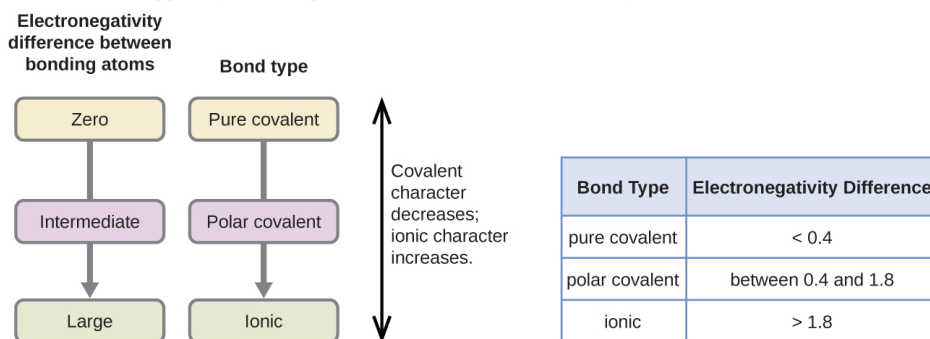 Electronegativity
difference between
bonding atoms
Bond type
Zero
Pure covalent
Intermediate
Polar covalent
Large
Ionic
Covalent
character
decreases;
ionic character
increases.
Bond Type Electronegativity Difference
pure covalent < 0.4
polar covalent between 0.4 and 1.8
ionic > 1.8